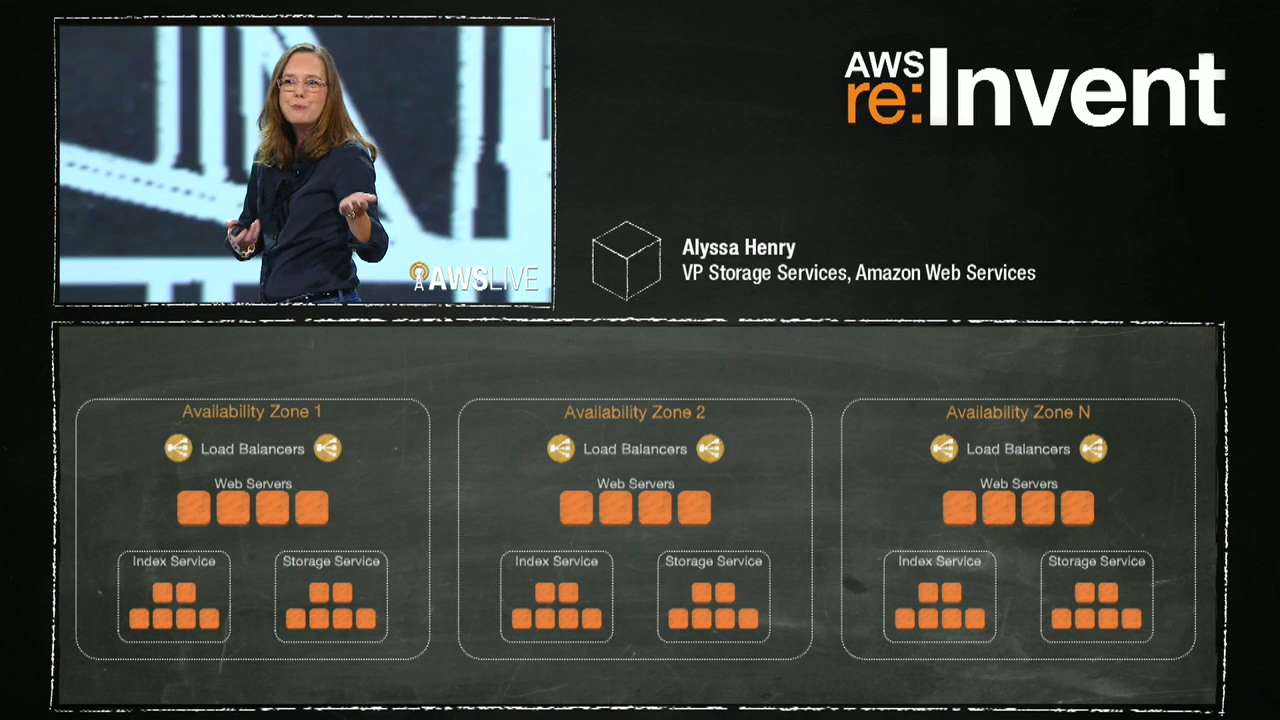 AWS
re:Invent
AWSLIVE
Alyssa Henry
VP Storage Services, Amazon Web Services
Availability Zone 1
Load Balancers
Web Servers
Index Service
Storage Service
Availability Zone 2
Load Balancers
Web Servers
Index Service
Storage Service
Availability Zone N
Load Balancers
Web Servers
Index Service
Storage Service